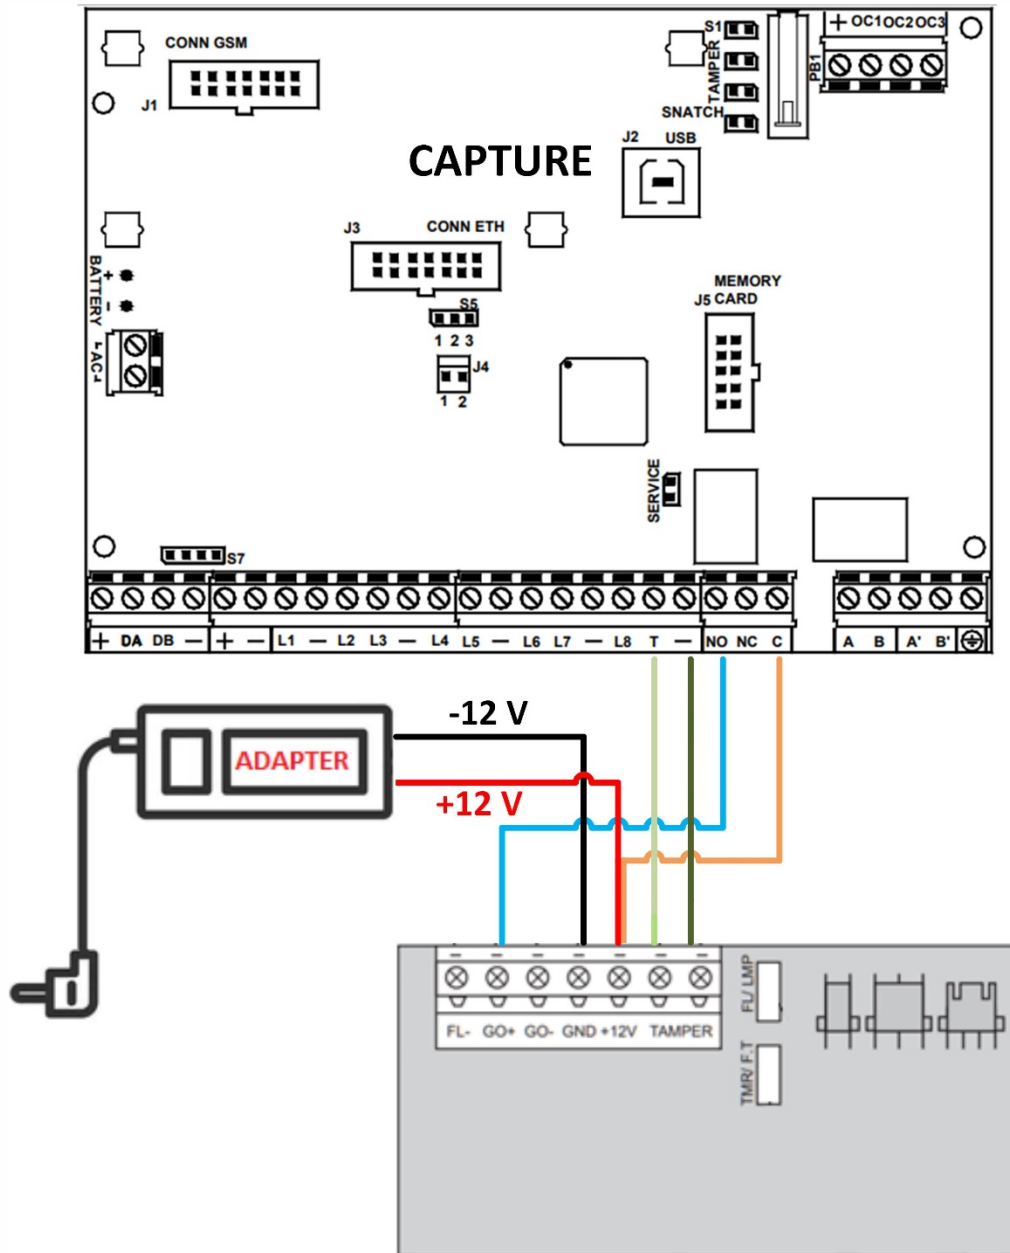 CONN GSM
J1
S1
TAMPER
SNATCH
PB1
+ OC1 OC2 OC3
J2 USB
CAPTURE
J3 CONN ETH
BATTERY
+
–
AC
S5
1 2 3
J4
1 2
MEMORY
J5 CARD
SERVICE
S7
+ DA DB – + – L1 – L2 L3 – L4 L5 – L6 L7 – L8 T – NO NC C A B A' B'
-12 V
ADAPTER
+12 V
FL- GO+ GO- GND +12V TAMPER
FL/ LMP
TMR/ F.T